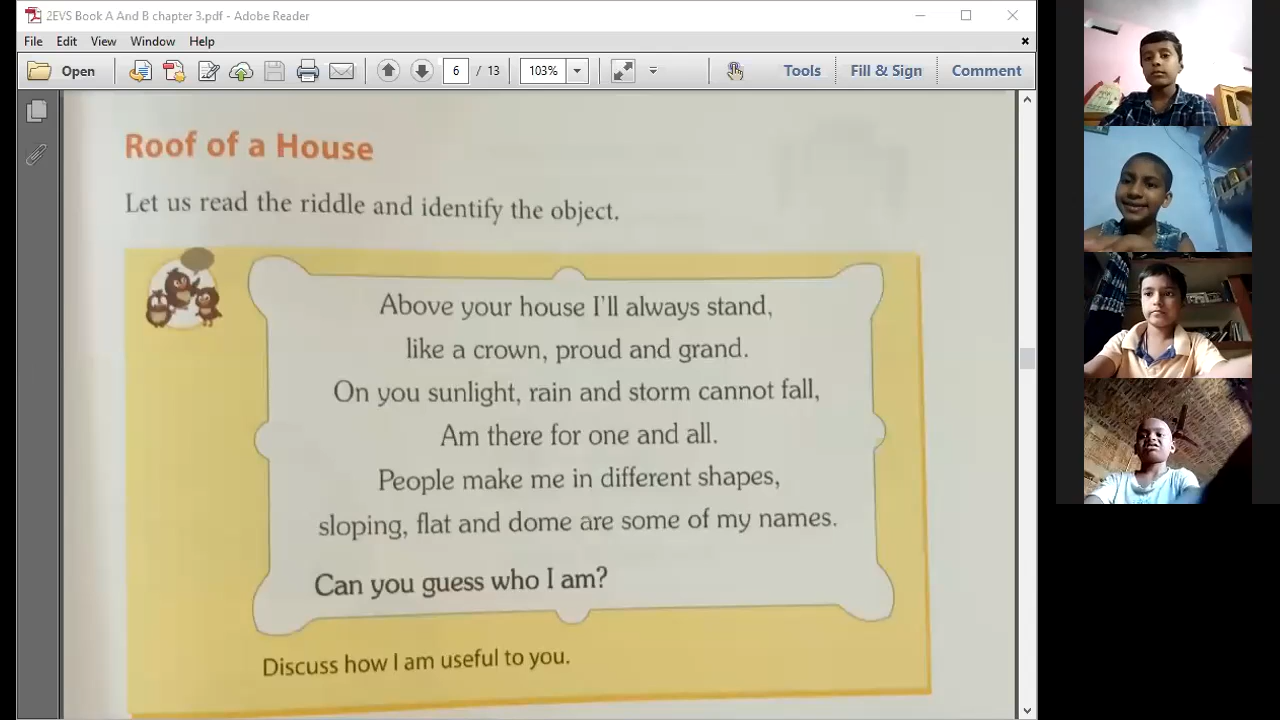 2EVS Book A And B chapter 3.pdf - Adobe Reader
File Edit View Window Help
Open 6 / 13 103% Tools Fill & Sign Comment
Roof of a House
Let us read the riddle and identify the object.
Above your house I'll always stand,
like a crown, proud and grand.
On you sunlight, rain and storm cannot fall,
Am there for one and all.
People make me in different shapes,
sloping, flat and dome are some of my names.
Can you guess who I am?
Discuss how I am useful to you.